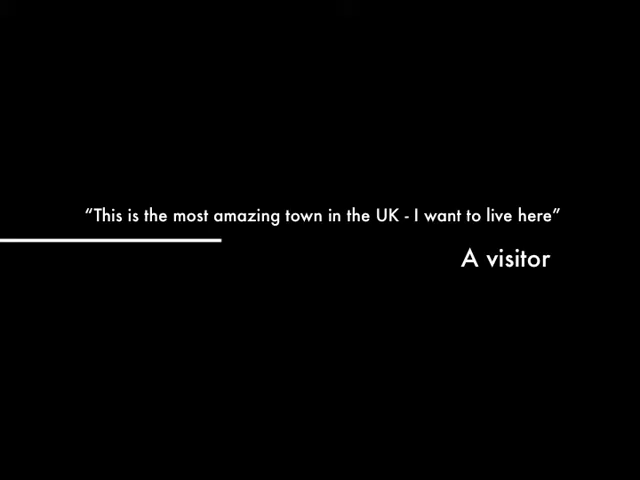 “This is the most amazing town in the UK - I want to live here”
A visitor